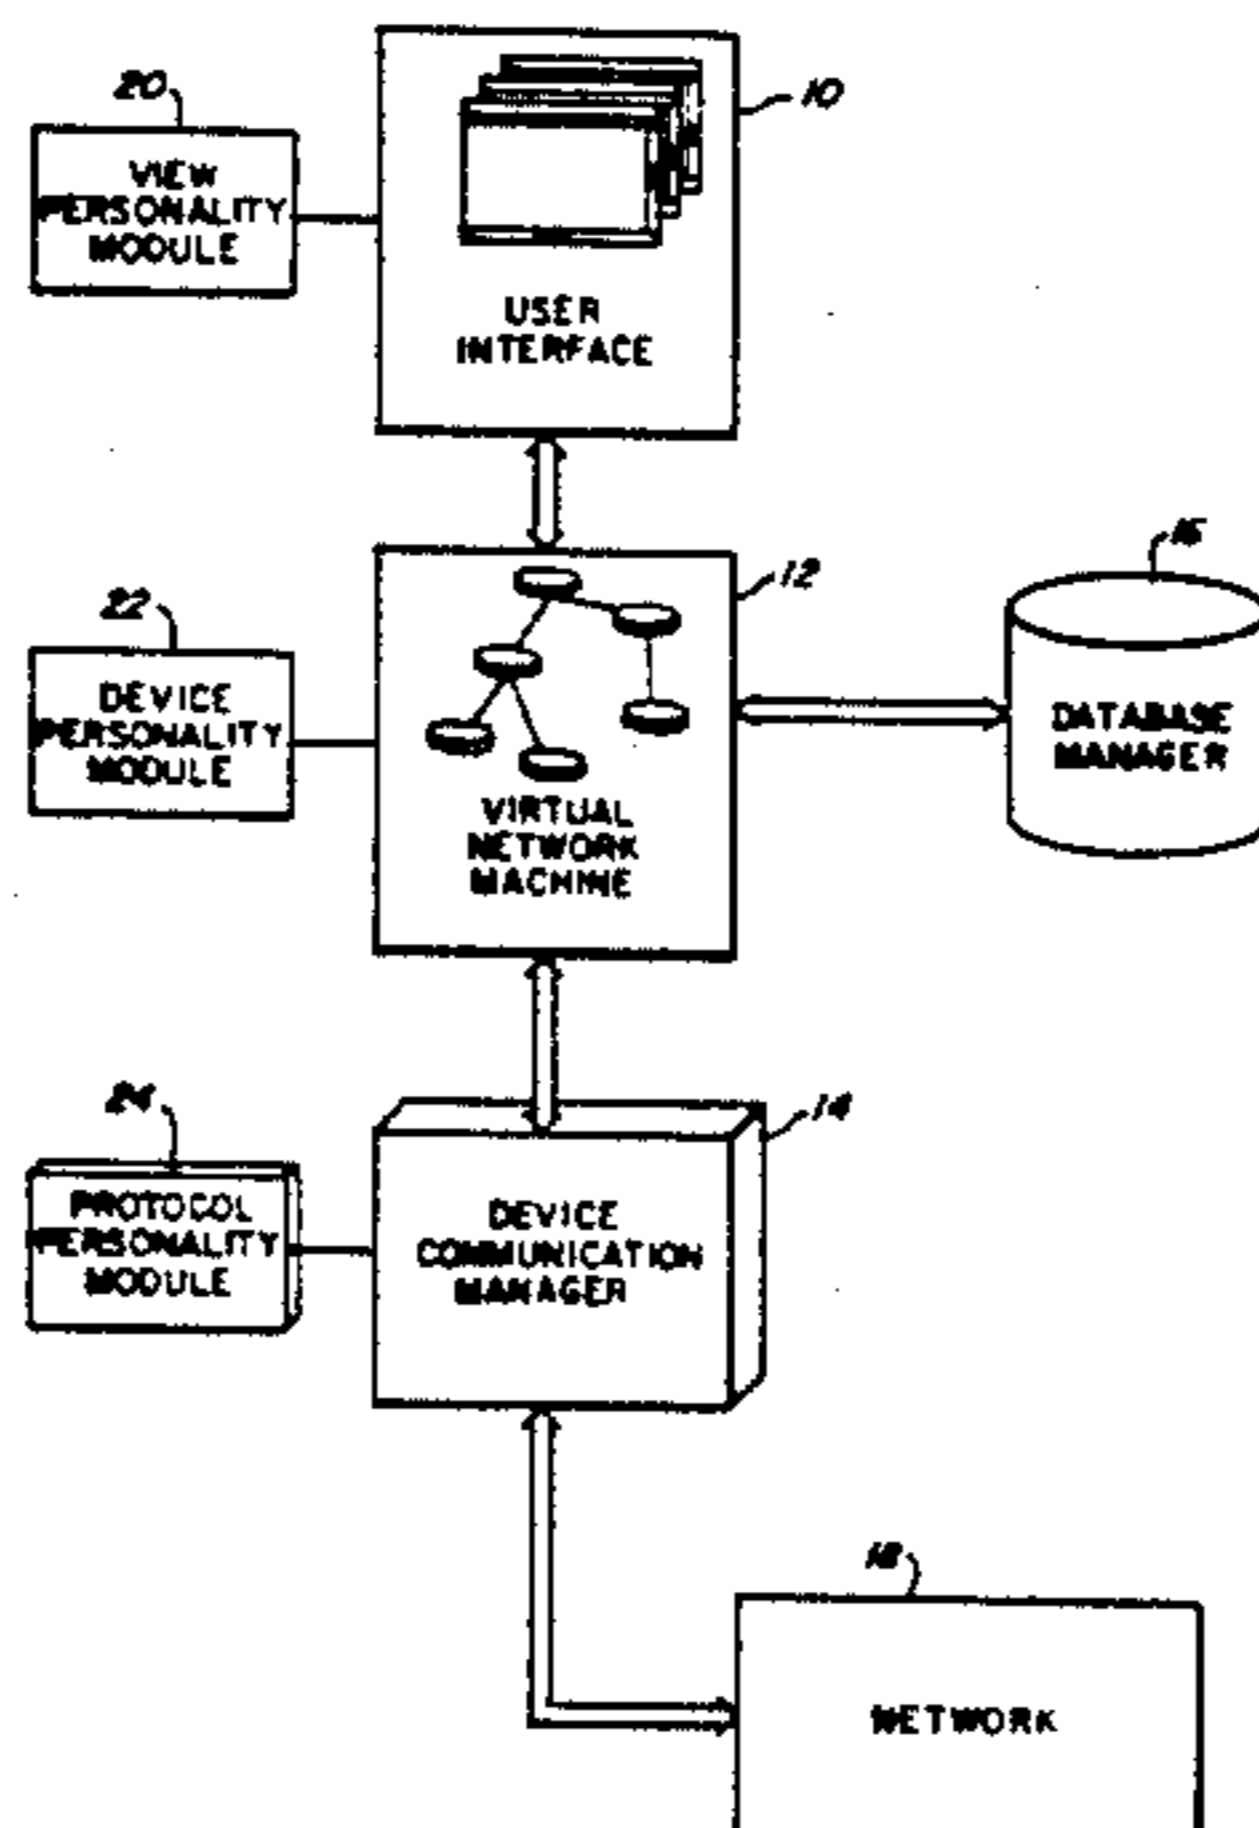 20
VIEW
PERSONALITY
MODULE
10
USER
INTERFACE
22
DEVICE
PERSONALITY
MODULE
12
VIRTUAL
NETWORK
MACHINE
16
DATABASE
MANAGER
24
PROTOCOL
PERSONALITY
MODULE
14
DEVICE
COMMUNICATION
MANAGER
18
NETWORK